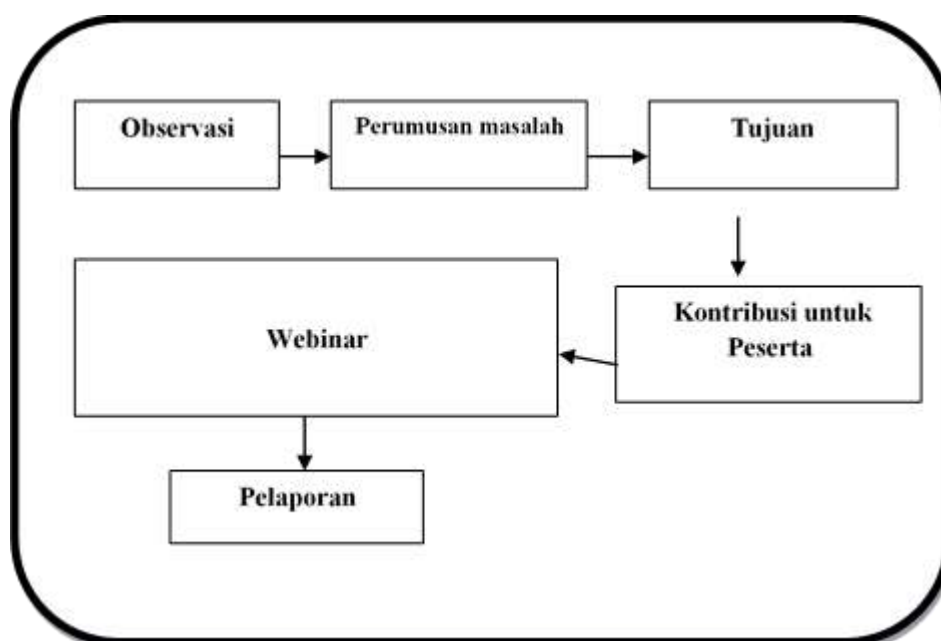 Observasi
Perumusan masalah
Tujuan
Kontribusi untuk
Peserta
Webinar
Pelaporan